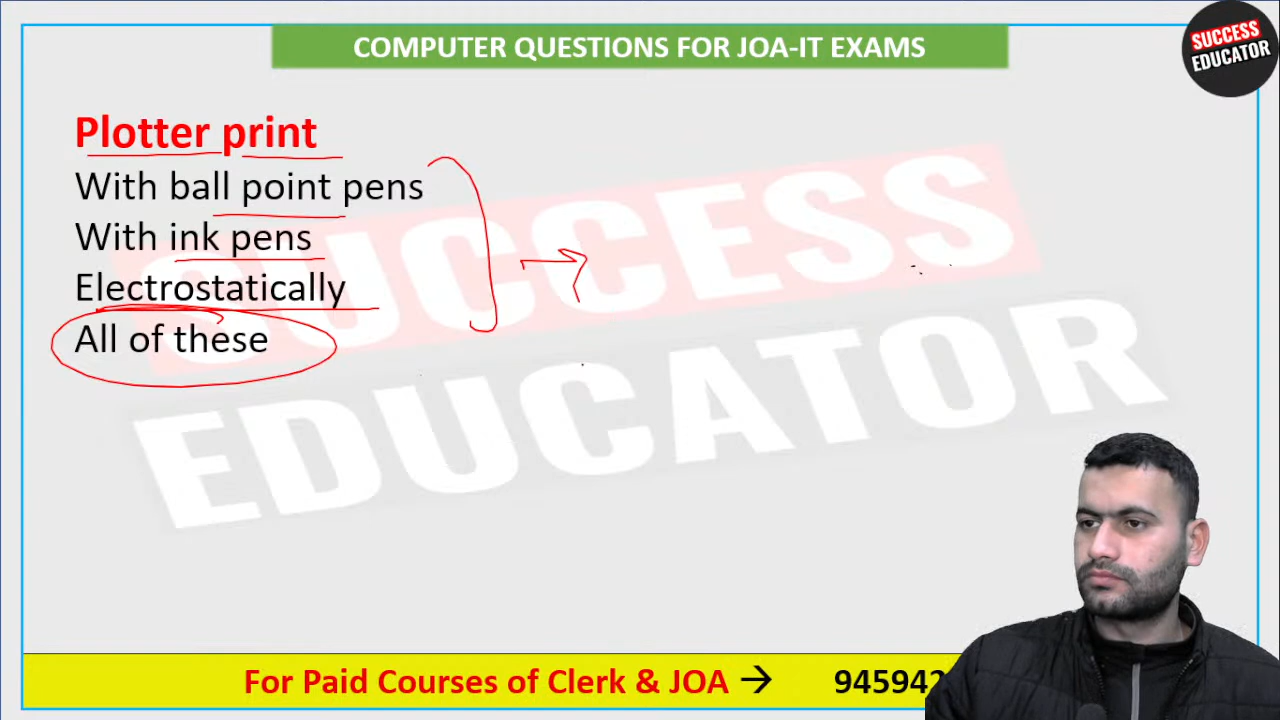 COMPUTER QUESTIONS FOR JOA-IT EXAMS
SUCCESS
EDUCATOR
Plotter print
With ball point pens
With ink pens
Electrostatically
All of these
SUCCESS
EDUCATOR
For Paid Courses of Clerk & JOA → 94594